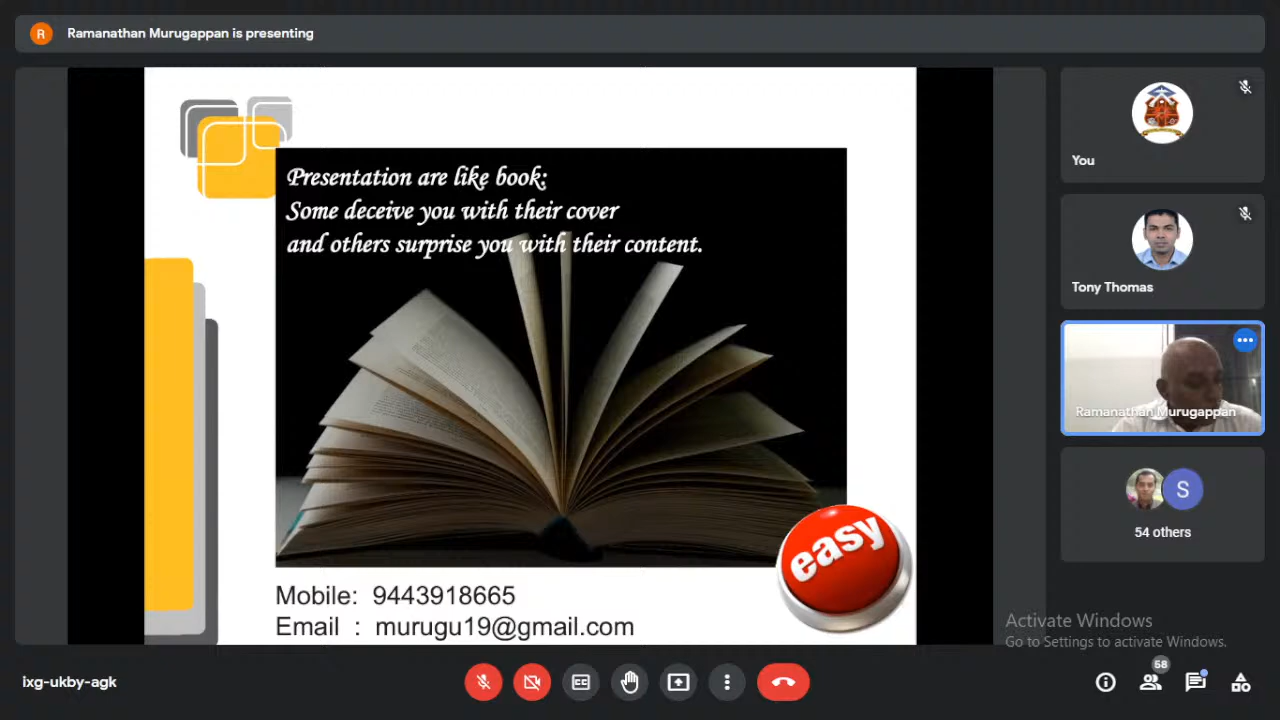 R
Ramanathan Murugappan is presenting
Presentation are like book:
Some deceive you with their cover
and others surprise you with their content.
easy
Mobile: 9443918665
Email : murugu19@gmail.com
You
Tony Thomas
Ramanathan Murugappan
S
54 others
Activate Windows
Go to Settings to activate Windows.
ixg-ukby-agk
58